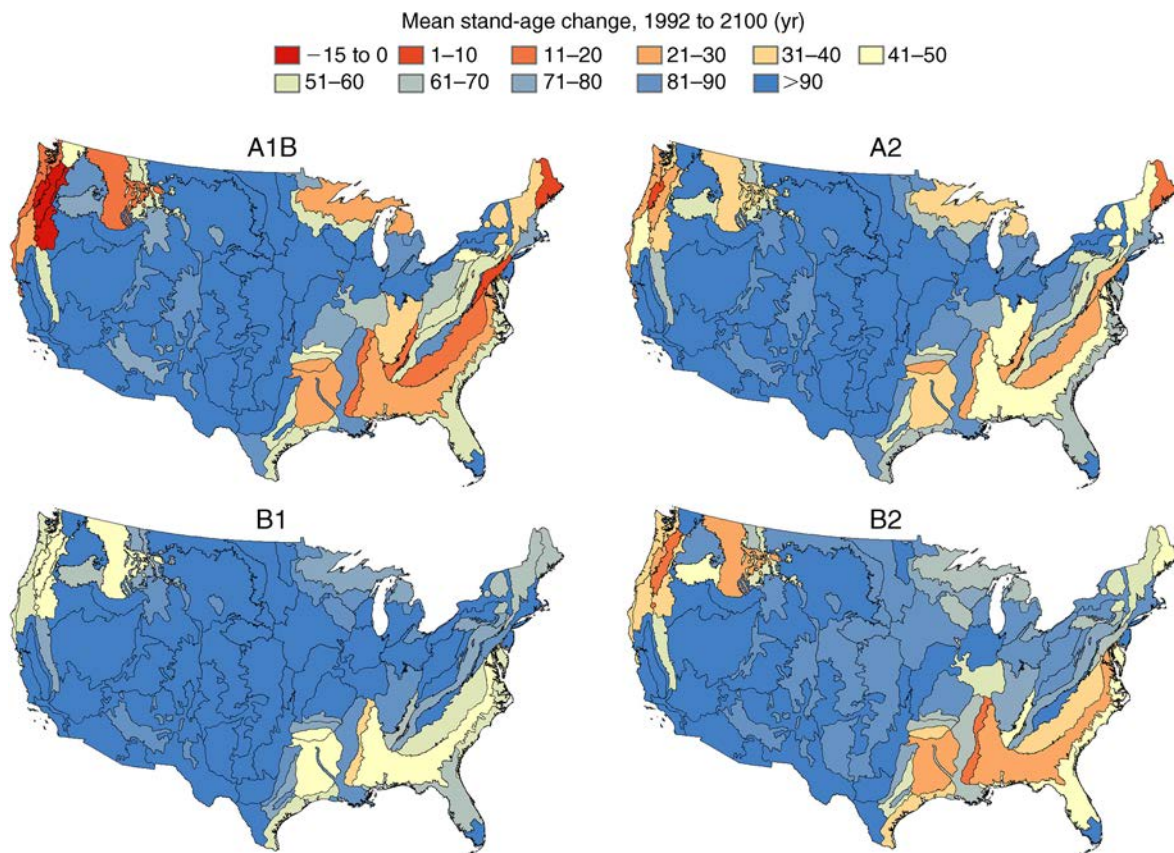 Mean stand-age change, 1992 to 2100 (yr)
−15 to 0 1–10 11–20 21–30 31–40 41–50
51–60 61–70 71–80 81–90 >90
A1B A2
B1 B2